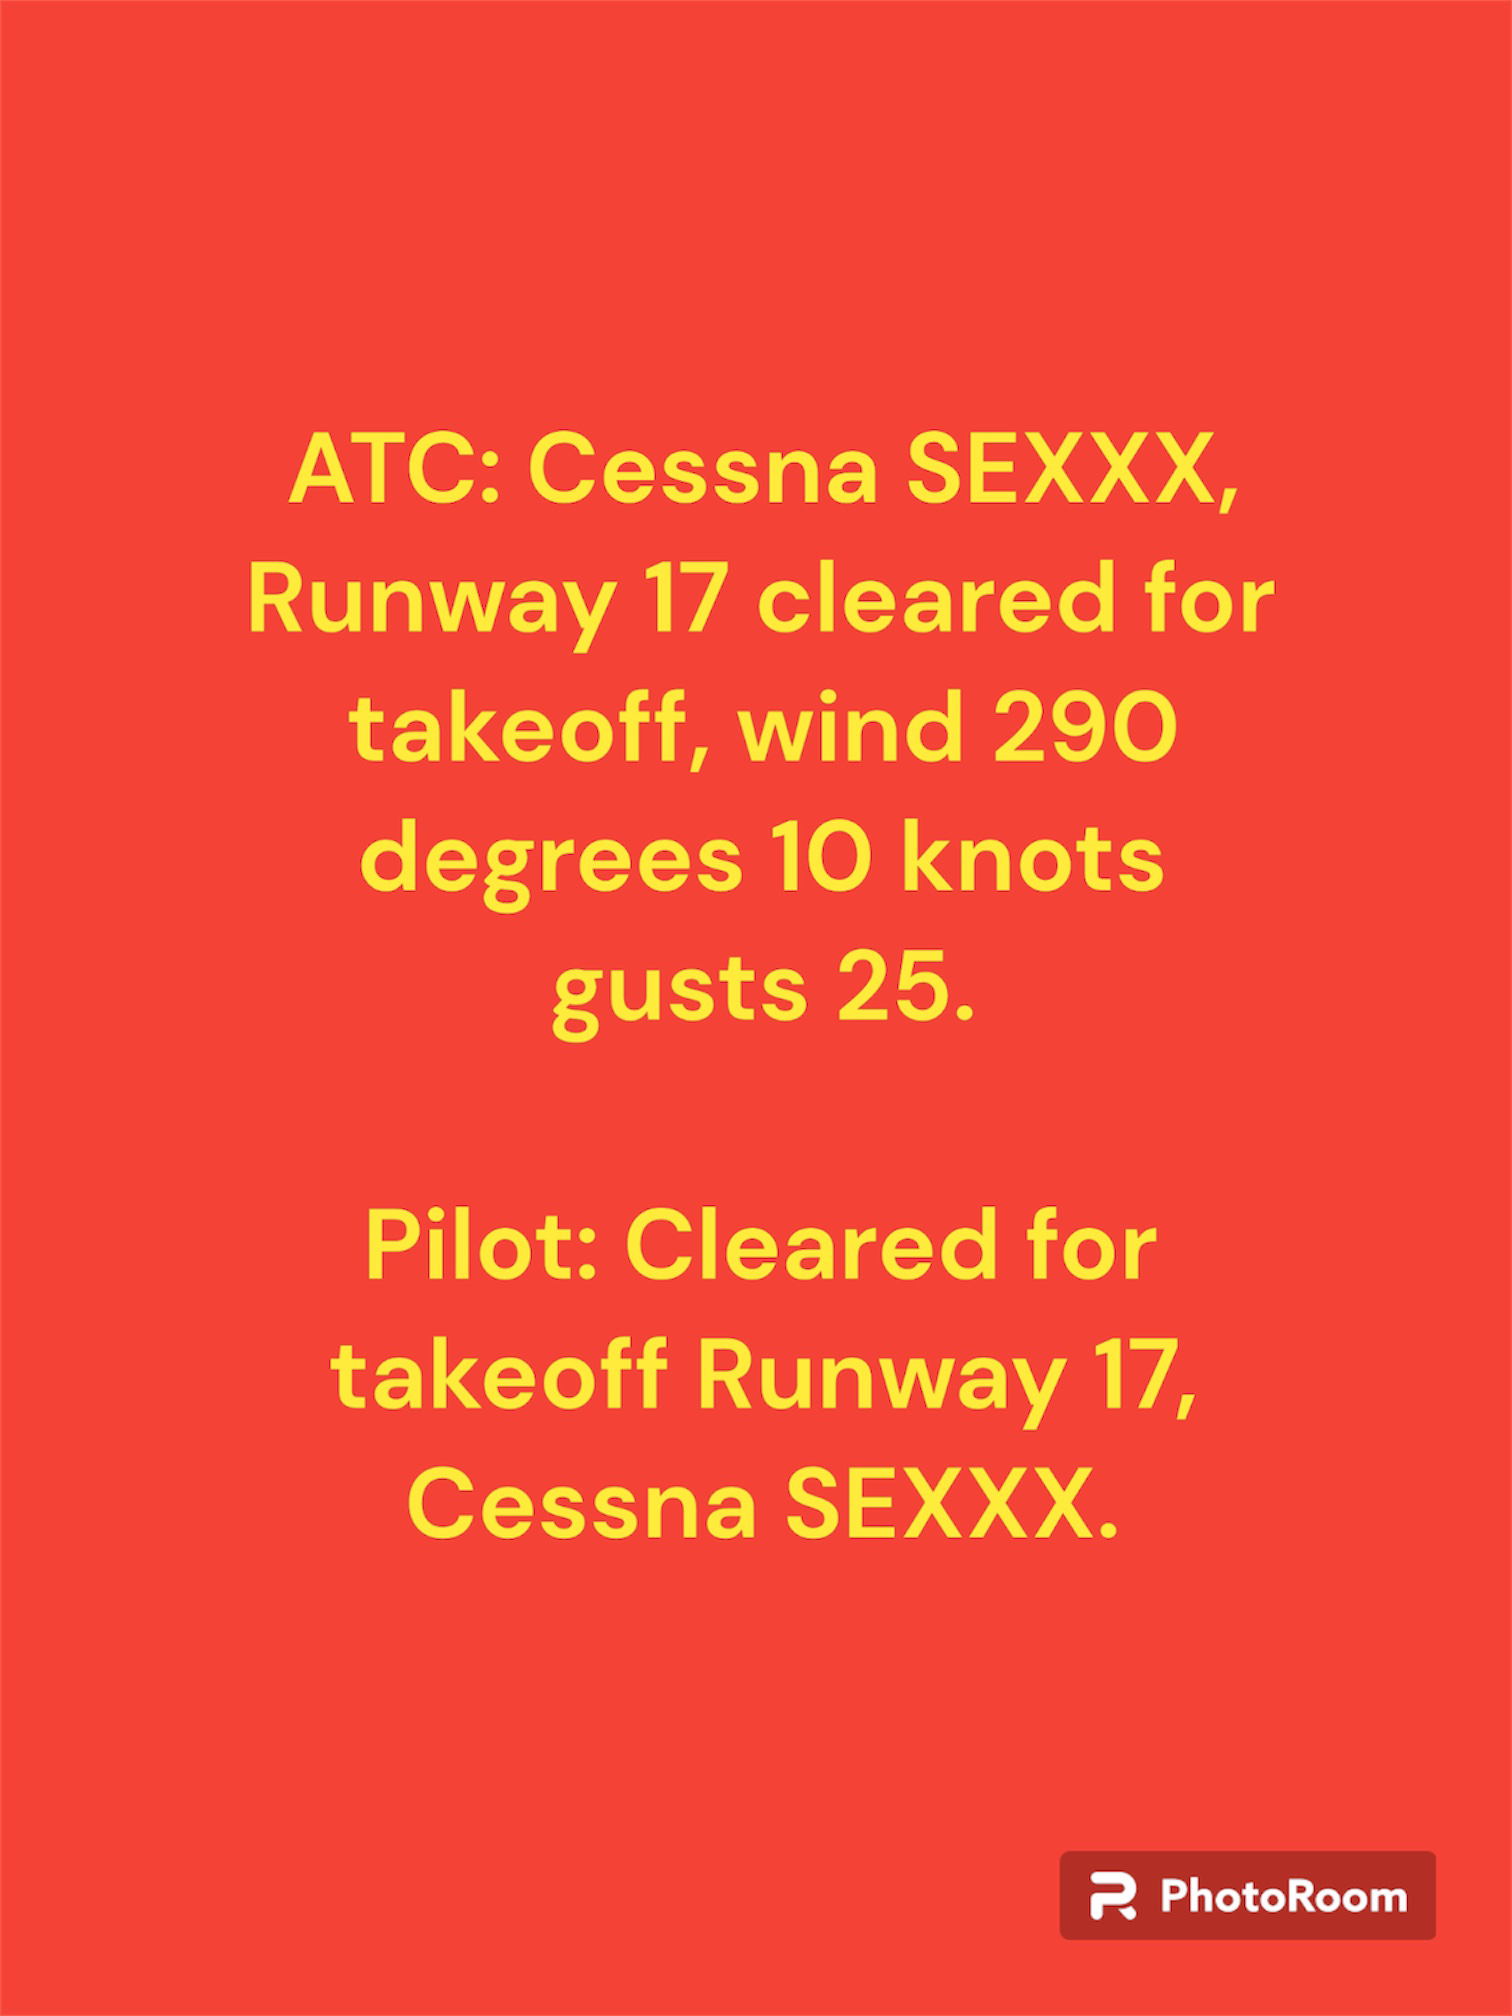 ATC: Cessna SEXXX,
Runway 17 cleared for
takeoff, wind 290
degrees 10 knots
gusts 25.
Pilot: Cleared for
takeoff Runway 17,
Cessna SEXXX.
PhotoRoom